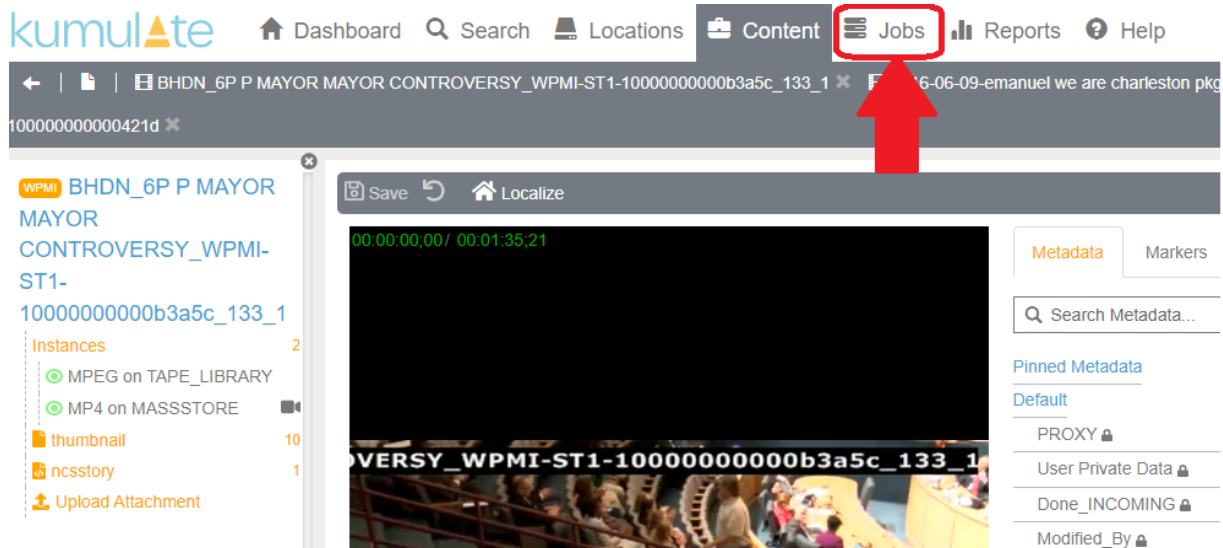 kumulate Dashboard Search Locations Content Jobs Reports Help
BHDN_6P P MAYOR MAYOR CONTROVERSY_WPMI-ST1-10000000000b3a5c_133_1 6-06-09-emanuel we are charleston pkg
100000000000421d
WPMI BHDN_6P P MAYOR
MAYOR
CONTROVERSY_WPMI-
ST1-
10000000000b3a5c_133_1
Instances 2
MPEG on TAPE_LIBRARY
MP4 on MASSSTORE
thumbnail 10
ncsstory 1
Upload Attachment
Save Localize
00:00:00;00/ 00:01:35;21
OVERSY_WPMI-ST1-10000000000b3a5c_133_1
Metadata Markers
Search Metadata...
Pinned Metadata
Default
PROXY
User Private Data
Done_INCOMING
Modified_By